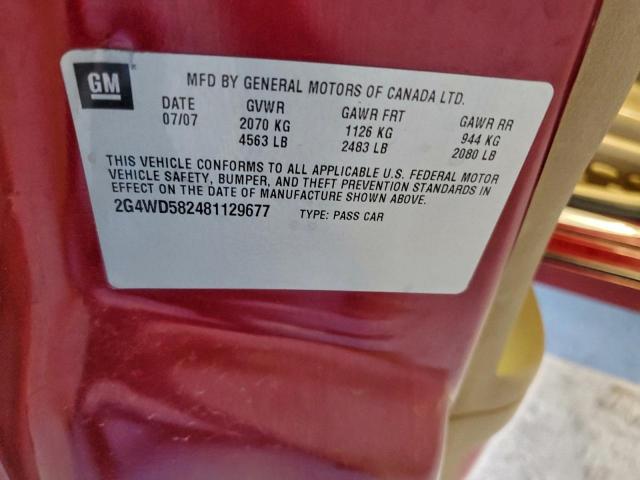 GM
MFD BY GENERAL MOTORS OF CANADA LTD.
DATE GVWR GAWR FRT GAWR RR
07/07 2070 KG 1126 KG 944 KG
4563 LB 2483 LB 2080 LB
THIS VEHICLE CONFORMS TO ALL APPLICABLE U.S. FEDERAL MOTOR
VEHICLE SAFETY, BUMPER, AND THEFT PREVENTION STANDARDS IN
EFFECT ON THE DATE OF MANUFACTURE SHOWN ABOVE.
2G4WD582481129677 TYPE: PASS CAR